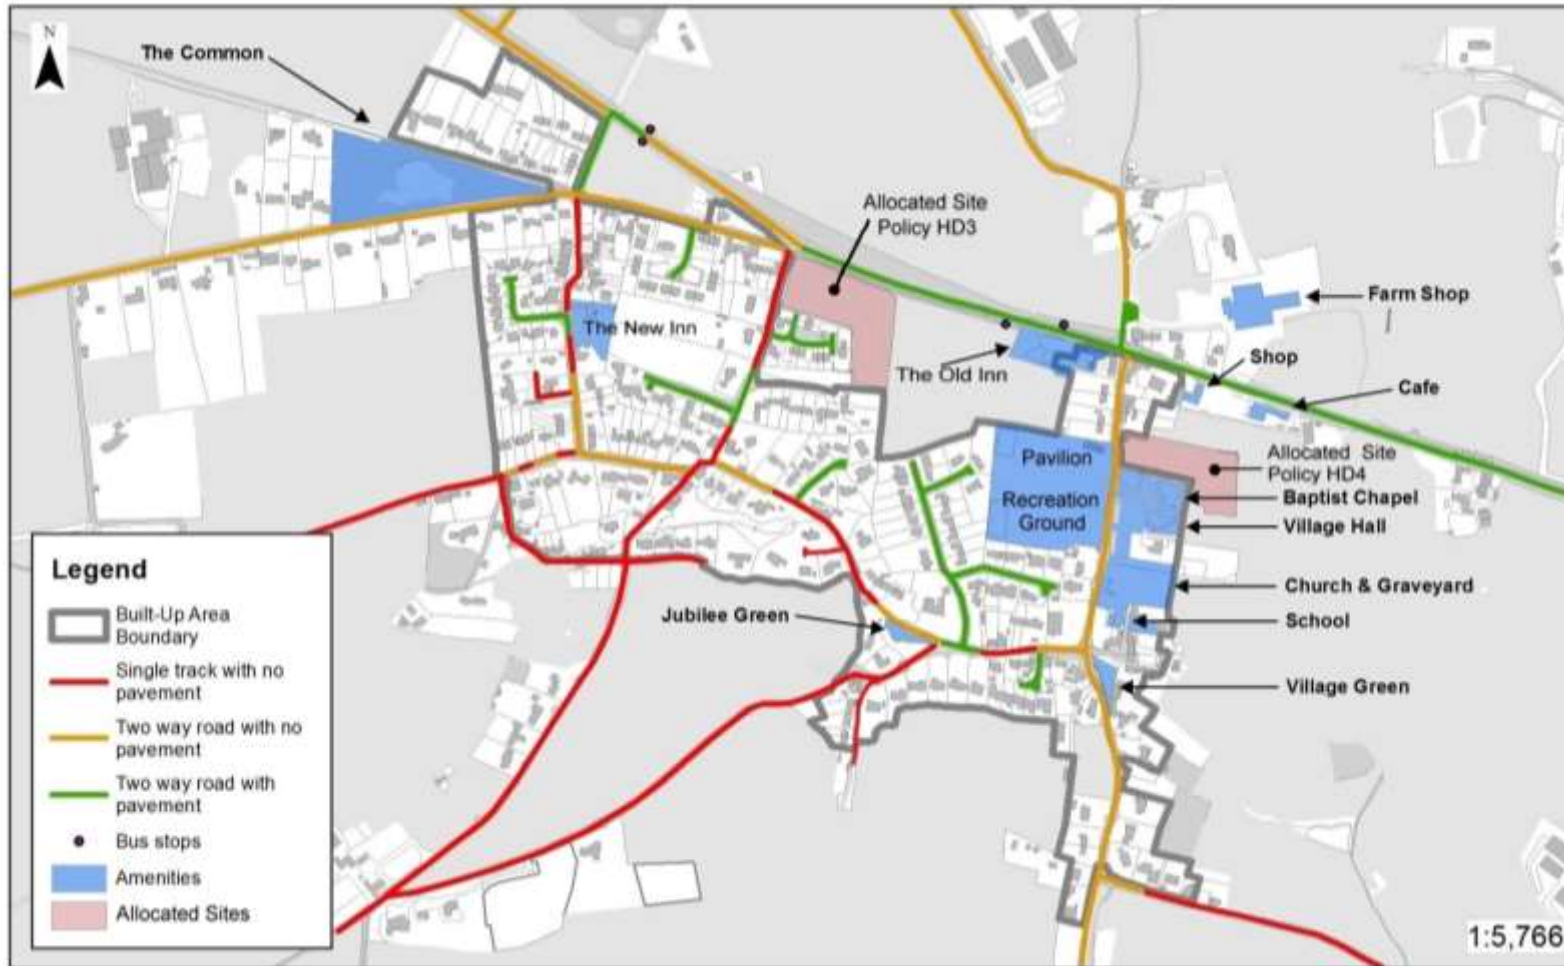 N
The Common
Allocated Site
Policy HD3
Farm Shop
The New Inn
Shop
The Old Inn
Cafe
Pavilion
Allocated Site
Policy HD4
Recreation
Ground
Baptist Chapel
Village Hall
Church & Graveyard
Jubilee Green
School
Village Green
Legend
Built-Up Area
Boundary
Single track with no
pavement
Two way road with no
pavement
Two way road with
pavement
Bus stops
Amenities
Allocated Sites
1:5,766